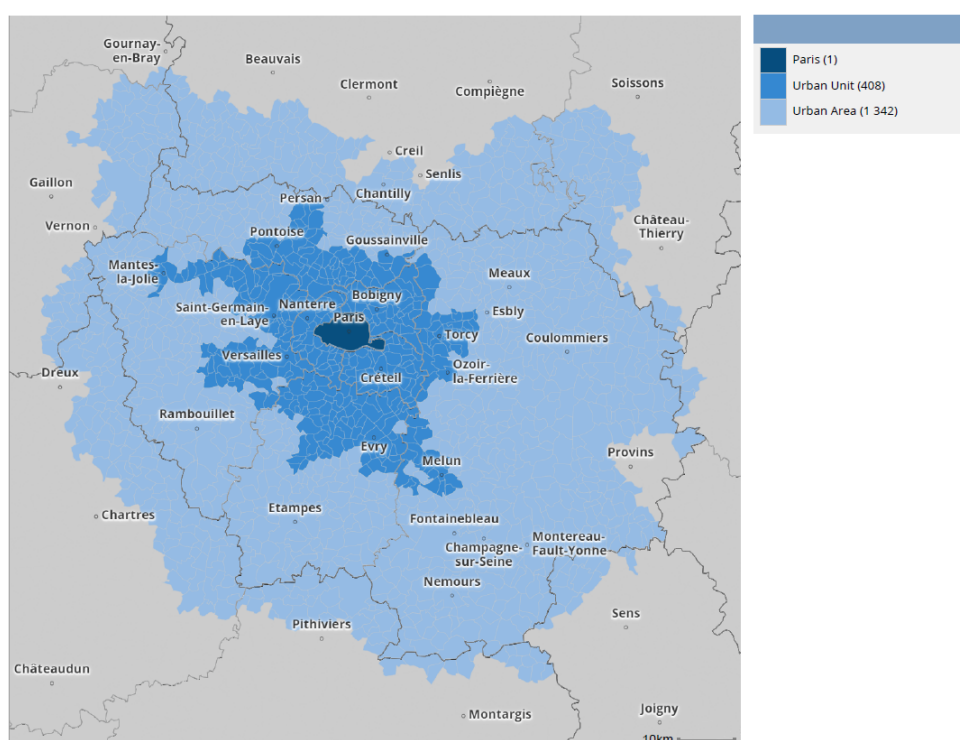 Gournay-
en-Bray
Beauvais
Clermont
Compiègne
Soissons
Creil
Senlis
Chantilly
Gaillon
Persan
Vernon
Pontoise
Goussainville
Château-
Thierry
Mantes-
la-Jolie
Meaux
Saint-Germain-
en-Laye
Nanterre
Bobigny
Paris
Esbly
Torcy
Coulommiers
Versailles
Dreux
Créteil
Ozoir-
la-Ferrière
Rambouillet
Evry
Melun
Provins
Chartres
Etampes
Fontainebleau
Champagne-
sur-Seine
Montereau-
Fault-Yonne
Nemours
Pithiviers
Sens
Châteaudun
Montargis
Joigny
10km
Paris (1)
Urban Unit (408)
Urban Area (1 342)